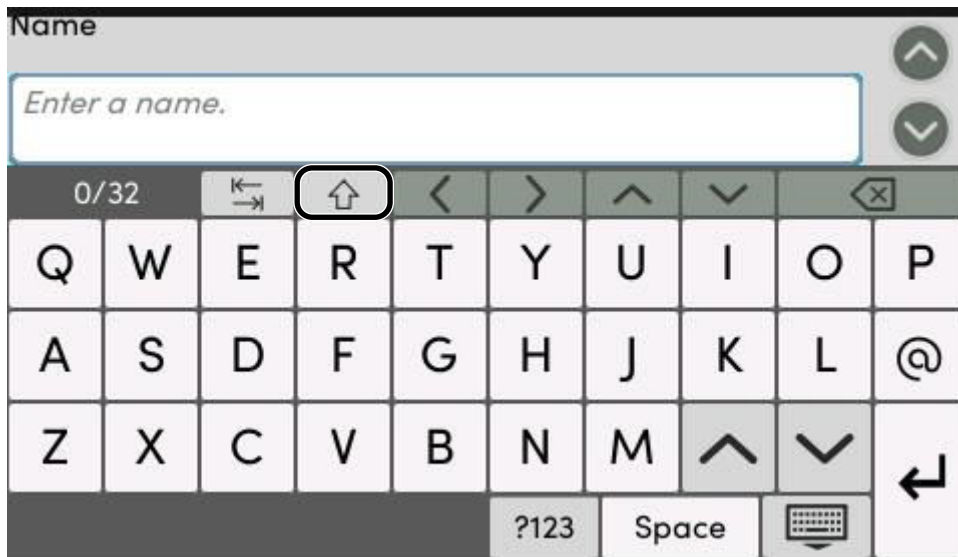 Name
Enter a name.
0/32
Q W E R T Y U I O P
A S D F G H J K L @
Z X C V B N M
?123 Space